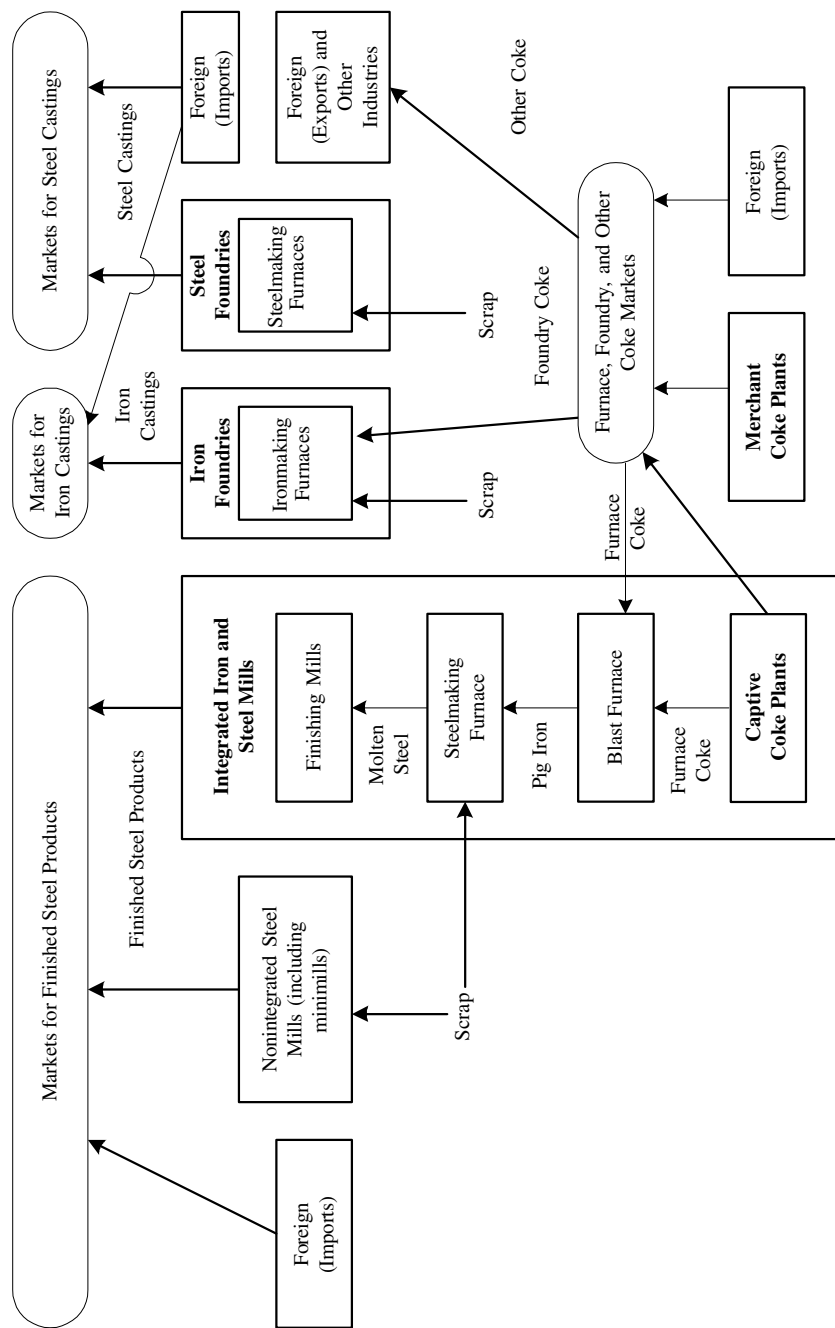 Markets for Finished Steel Products
Markets for
Iron Castings
Markets for Steel Castings
Finished Steel Products
Iron
Castings
Steel Castings
Foreign
(Imports)
Nonintegrated Steel
Mills (including
minimills)
Scrap
Integrated Iron and
Steel Mills
Finishing Mills
Molten
Steel
Steelmaking
Furnace
Pig Iron
Blast Furnace
Furnace
Coke
Captive
Coke Plants
Iron
Foundries
Ironmaking
Furnaces
Scrap
Steel
Foundries
Steelmaking
Furnaces
Scrap
Foreign
(Imports)
Foreign
(Exports) and
Other
Industries
Furnace
Coke
Foundry Coke
Other Coke
Furnace, Foundry, and Other
Coke Markets
Merchant
Coke Plants
Foreign
(Imports)